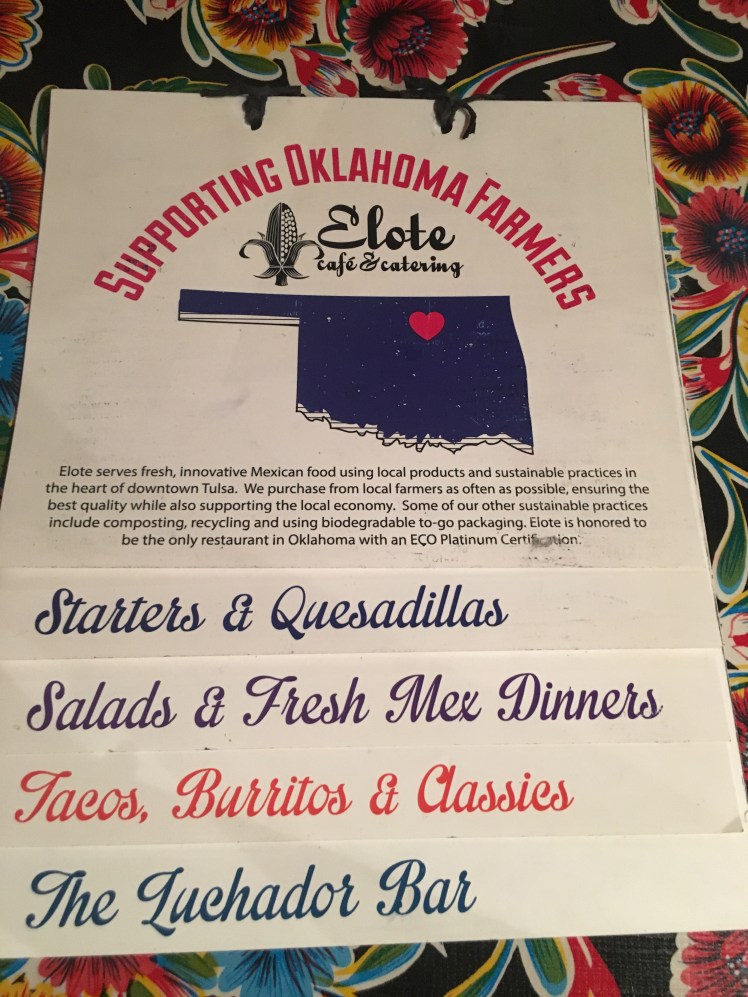 Supporting Oklahoma Farmers
Elote
café & catering
Elote serves fresh, innovative Mexican food using local products and sustainable practices in
the heart of downtown Tulsa. We purchase from local farmers as often as possible, ensuring the
best quality while also supporting the local economy. Some of our other sustainable practices
include composting, recycling and using biodegradable to-go packaging. Elote is honored to
be the only restaurant in Oklahoma with an ECO Platinum Certification.
Starters & Quesadillas
Salads & Fresh Mex Dinners
Tacos, Burritos & Classics
The Luchador Bar